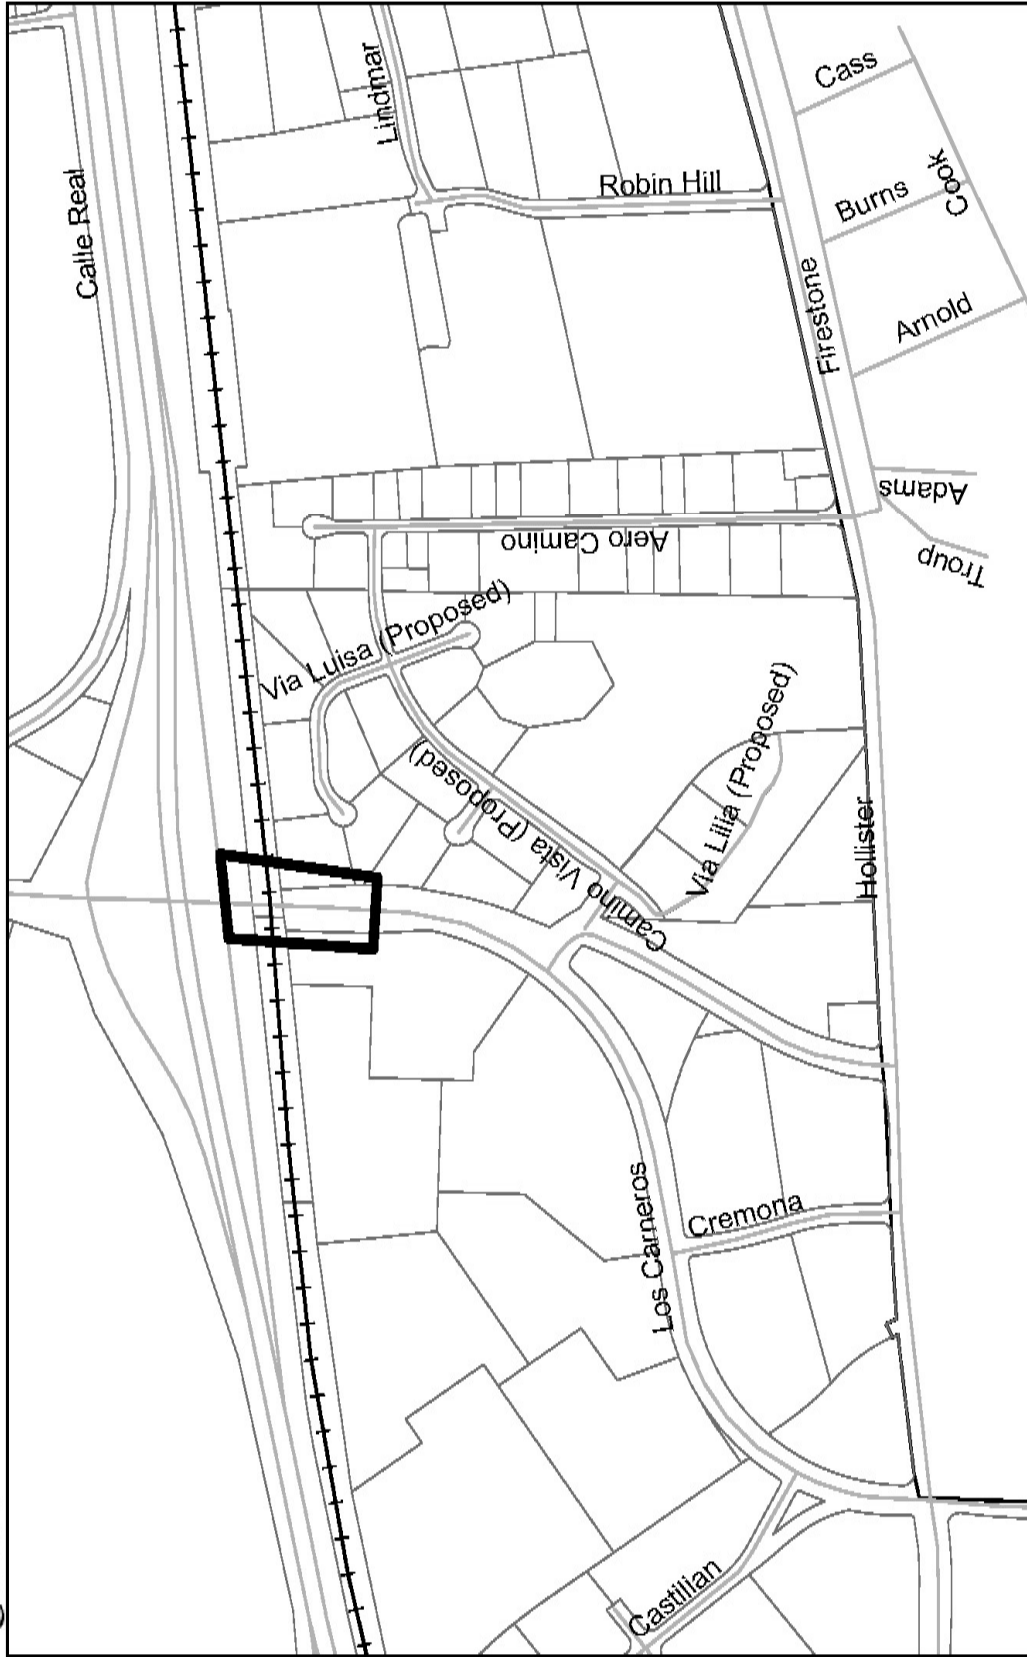 Lindmar
Cass
Calle Real
Robin Hill
Cook
Burns
Firestone
Arnold
Adams
Aero Camino
Troup
Via Luisa (Proposed)
Via Lilia (Proposed)
Camino Vista (Proposed)
Hollister
Los Carneros
Cremona
Castilian